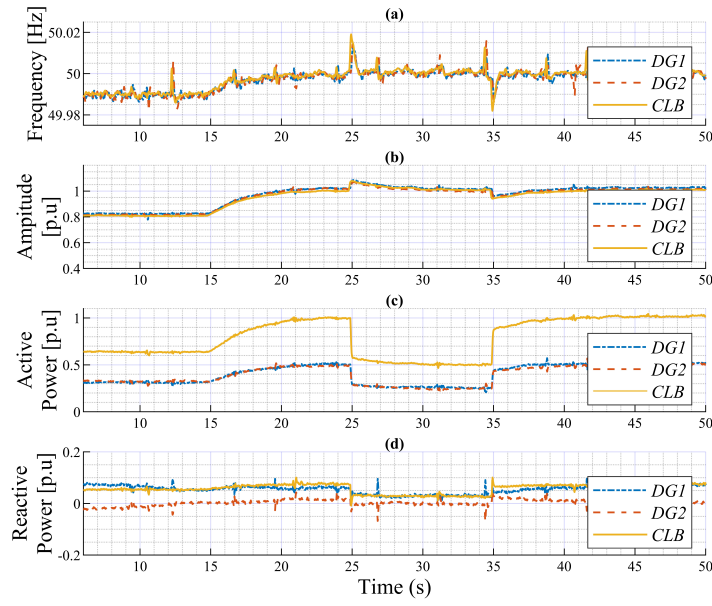 (a)
Frequency [Hz]
50.02
50
49.98
DG1
DG2
CLB
10 15 20 25 30 35 40 45 50
(b)
Ampitude
[p.u]
1
0.8
0.6
0.4
DG1
DG2
CLB
10 15 20 25 30 35 40 45 50
(c)
Active
Power [p.u]
1
0.5
0
DG1
DG2
CLB
10 15 20 25 30 35 40 45 50
(d)
Reactive
Power [p.u]
0.2
0
-0.2
DG1
DG2
CLB
10 15 20 25 30 35 40 45 50
Time (s)